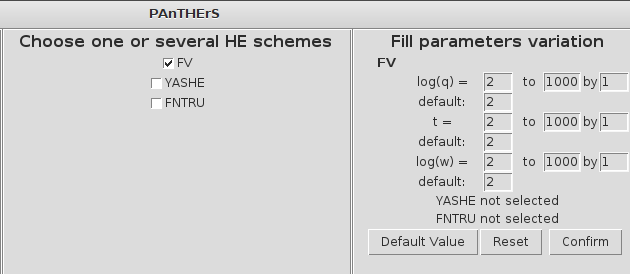 PAnTHErS
Choose one or several HE schemes
FV
YASHE
FNTRU
Fill parameters variation
FV
log(q) = 2 to 1000 by 1
default: 2
t = 2 to 1000 by 1
default: 2
log(w) = 2 to 1000 by 1
default: 2
YASHE not selected
FNTRU not selected
Default Value Reset Confirm